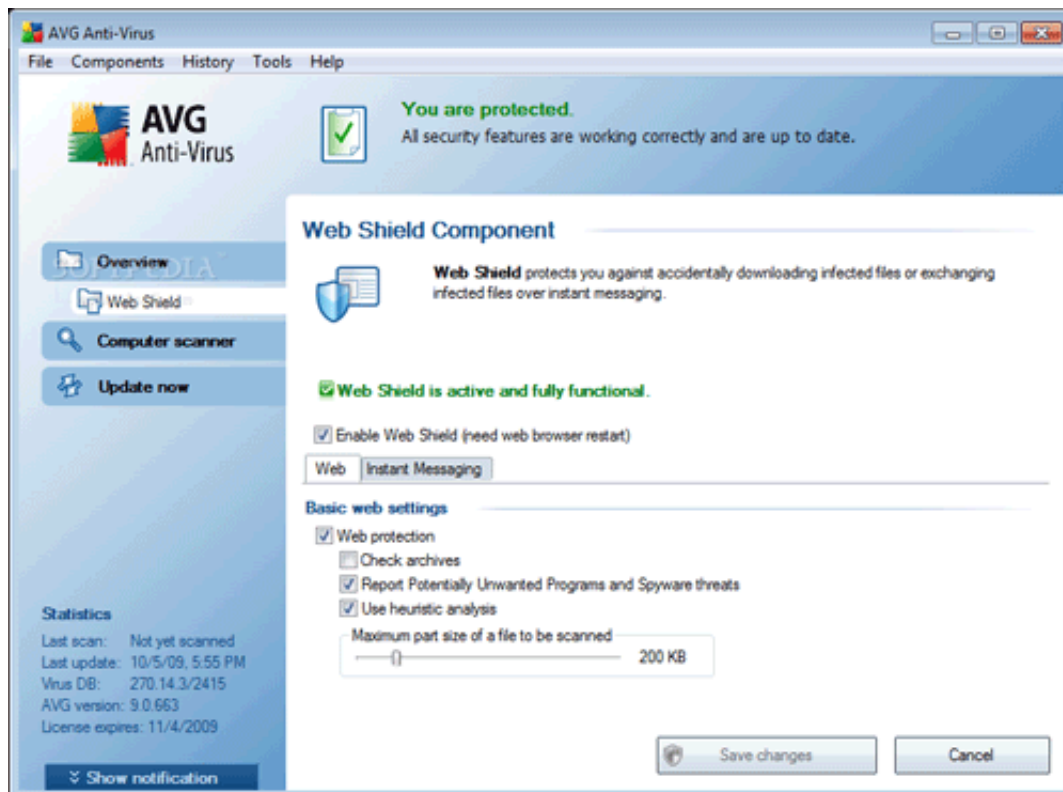 AVG Anti-Virus
File Components History Tools Help
AVG
Anti-Virus
You are protected.
All security features are working correctly and are up to date.
Overview
SOFTPEDIA
Web Shield
Computer scanner
Update now
Web Shield Component
Web Shield protects you against accidentally downloading infected files or exchanging
infected files over instant messaging.
Web Shield is active and fully functional.
Enable Web Shield (need web browser restart)
Web Instant Messaging
Basic web settings
Web protection
Check archives
Report Potentially Unwanted Programs and Spyware threats
Use heuristic analysis
Maximum part size of a file to be scanned
200 KB
Statistics
Last scan: Not yet scanned
Last update: 10/5/09, 5:55 PM
Virus DB: 270.14.3/2415
AVG version: 9.0.663
License expires: 11/4/2009
Show notification
Save changes Cancel